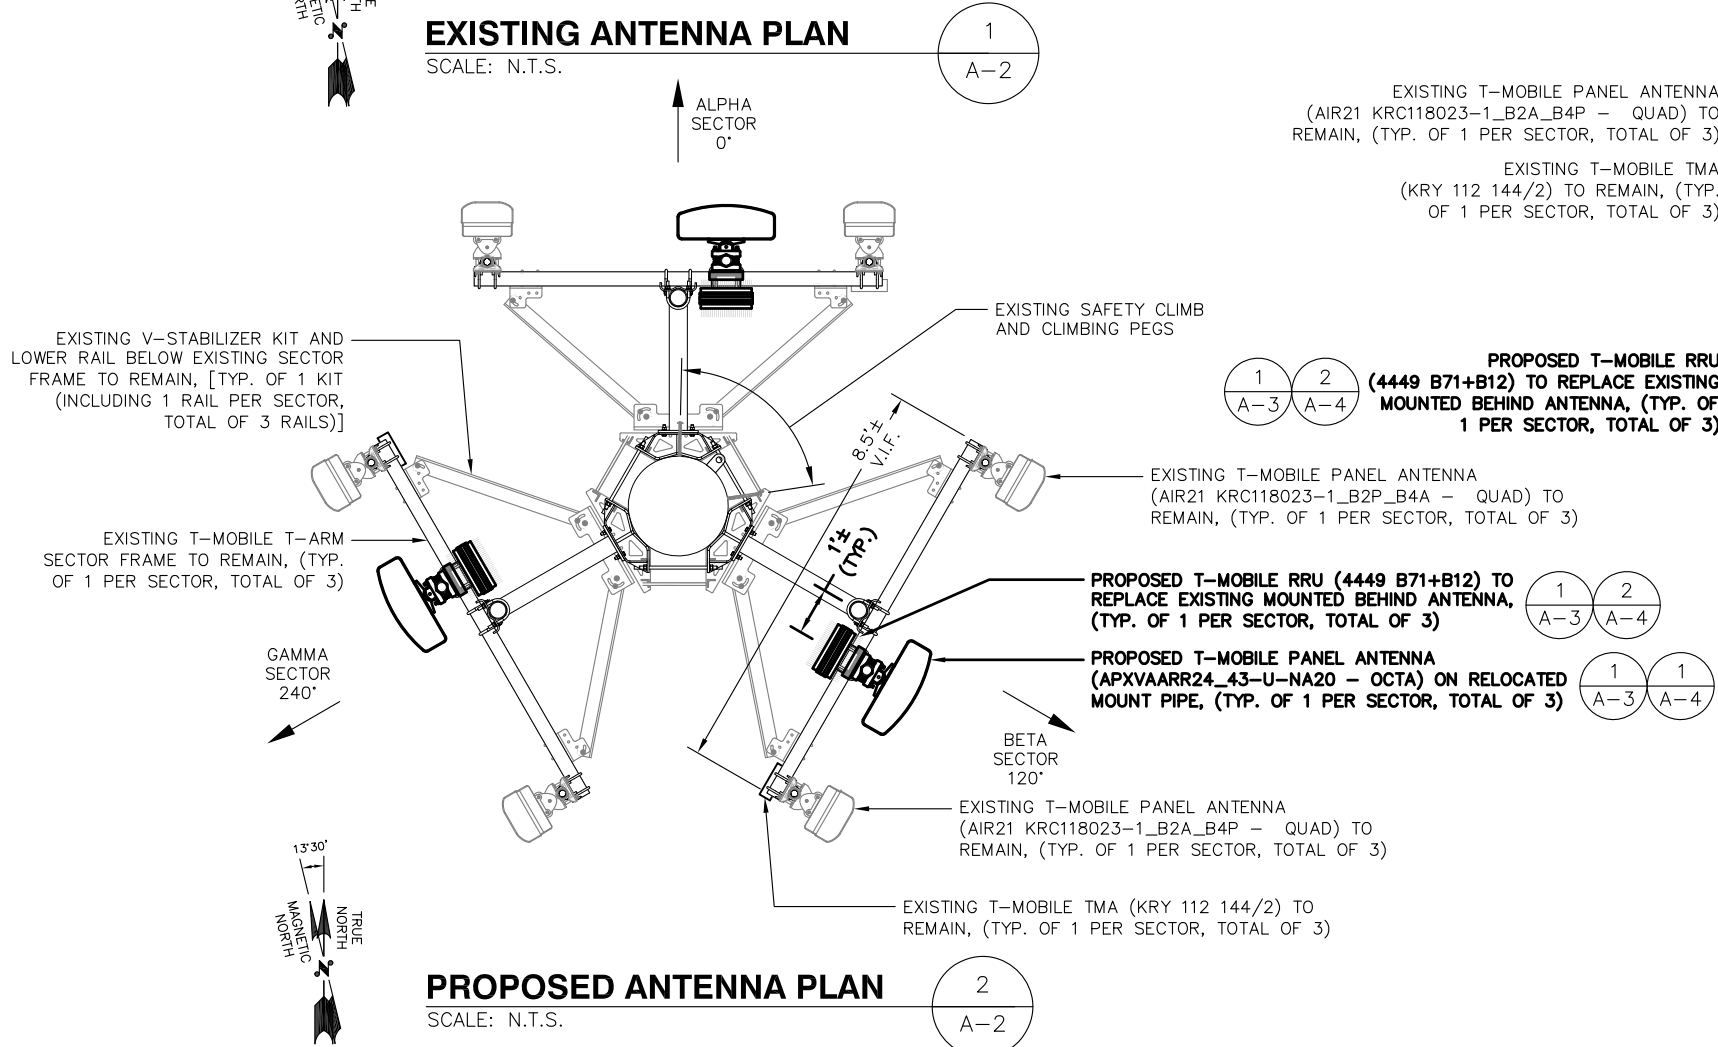 TRUE
NORTH
MAGNETIC
N
EXISTING ANTENNA PLAN
SCALE: N.T.S.
1
A-2
ALPHA
SECTOR
0°
EXISTING T-MOBILE PANEL ANTENNA
(AIR21 KRC118023-1_B2A_B4P - QUAD) TO
REMAIN, (TYP. OF 1 PER SECTOR, TOTAL OF 3)
EXISTING T-MOBILE TMA
(KRY 112 144/2) TO REMAIN, (TYP.
OF 1 PER SECTOR, TOTAL OF 3)
EXISTING SAFETY CLIMB
AND CLIMBING PEGS
EXISTING V-STABILIZER KIT AND
LOWER RAIL BELOW EXISTING SECTOR
FRAME TO REMAIN, [TYP. OF 1 KIT
(INCLUDING 1 RAIL PER SECTOR,
TOTAL OF 3 RAILS)]
1
A-3
2
A-4
PROPOSED T-MOBILE RRU
(4449 B71+B12) TO REPLACE EXISTING
MOUNTED BEHIND ANTENNA, (TYP. OF
1 PER SECTOR, TOTAL OF 3)
8.5'±
V.I.F.
EXISTING T-MOBILE PANEL ANTENNA
(AIR21 KRC118023-1_B2P_B4A - QUAD) TO
REMAIN, (TYP. OF 1 PER SECTOR, TOTAL OF 3)
EXISTING T-MOBILE T-ARM
SECTOR FRAME TO REMAIN, (TYP.
OF 1 PER SECTOR, TOTAL OF 3)
1'±
(TYP.)
PROPOSED T-MOBILE RRU (4449 B71+B12) TO
REPLACE EXISTING MOUNTED BEHIND ANTENNA,
(TYP. OF 1 PER SECTOR, TOTAL OF 3)
1
A-3
2
A-4
PROPOSED T-MOBILE PANEL ANTENNA
(APXVAARR24_43-U-NA20 - OCTA) ON RELOCATED
MOUNT PIPE, (TYP. OF 1 PER SECTOR, TOTAL OF 3)
1
A-3
1
A-4
GAMMA
SECTOR
240°
BETA
SECTOR
120°
EXISTING T-MOBILE PANEL ANTENNA
(AIR21 KRC118023-1_B2A_B4P - QUAD) TO
REMAIN, (TYP. OF 1 PER SECTOR, TOTAL OF 3)
EXISTING T-MOBILE TMA (KRY 112 144/2) TO
REMAIN, (TYP. OF 1 PER SECTOR, TOTAL OF 3)
13°30'
TRUE
NORTH
MAGNETIC
NORTH
N
PROPOSED ANTENNA PLAN
SCALE: N.T.S.
2
A-2